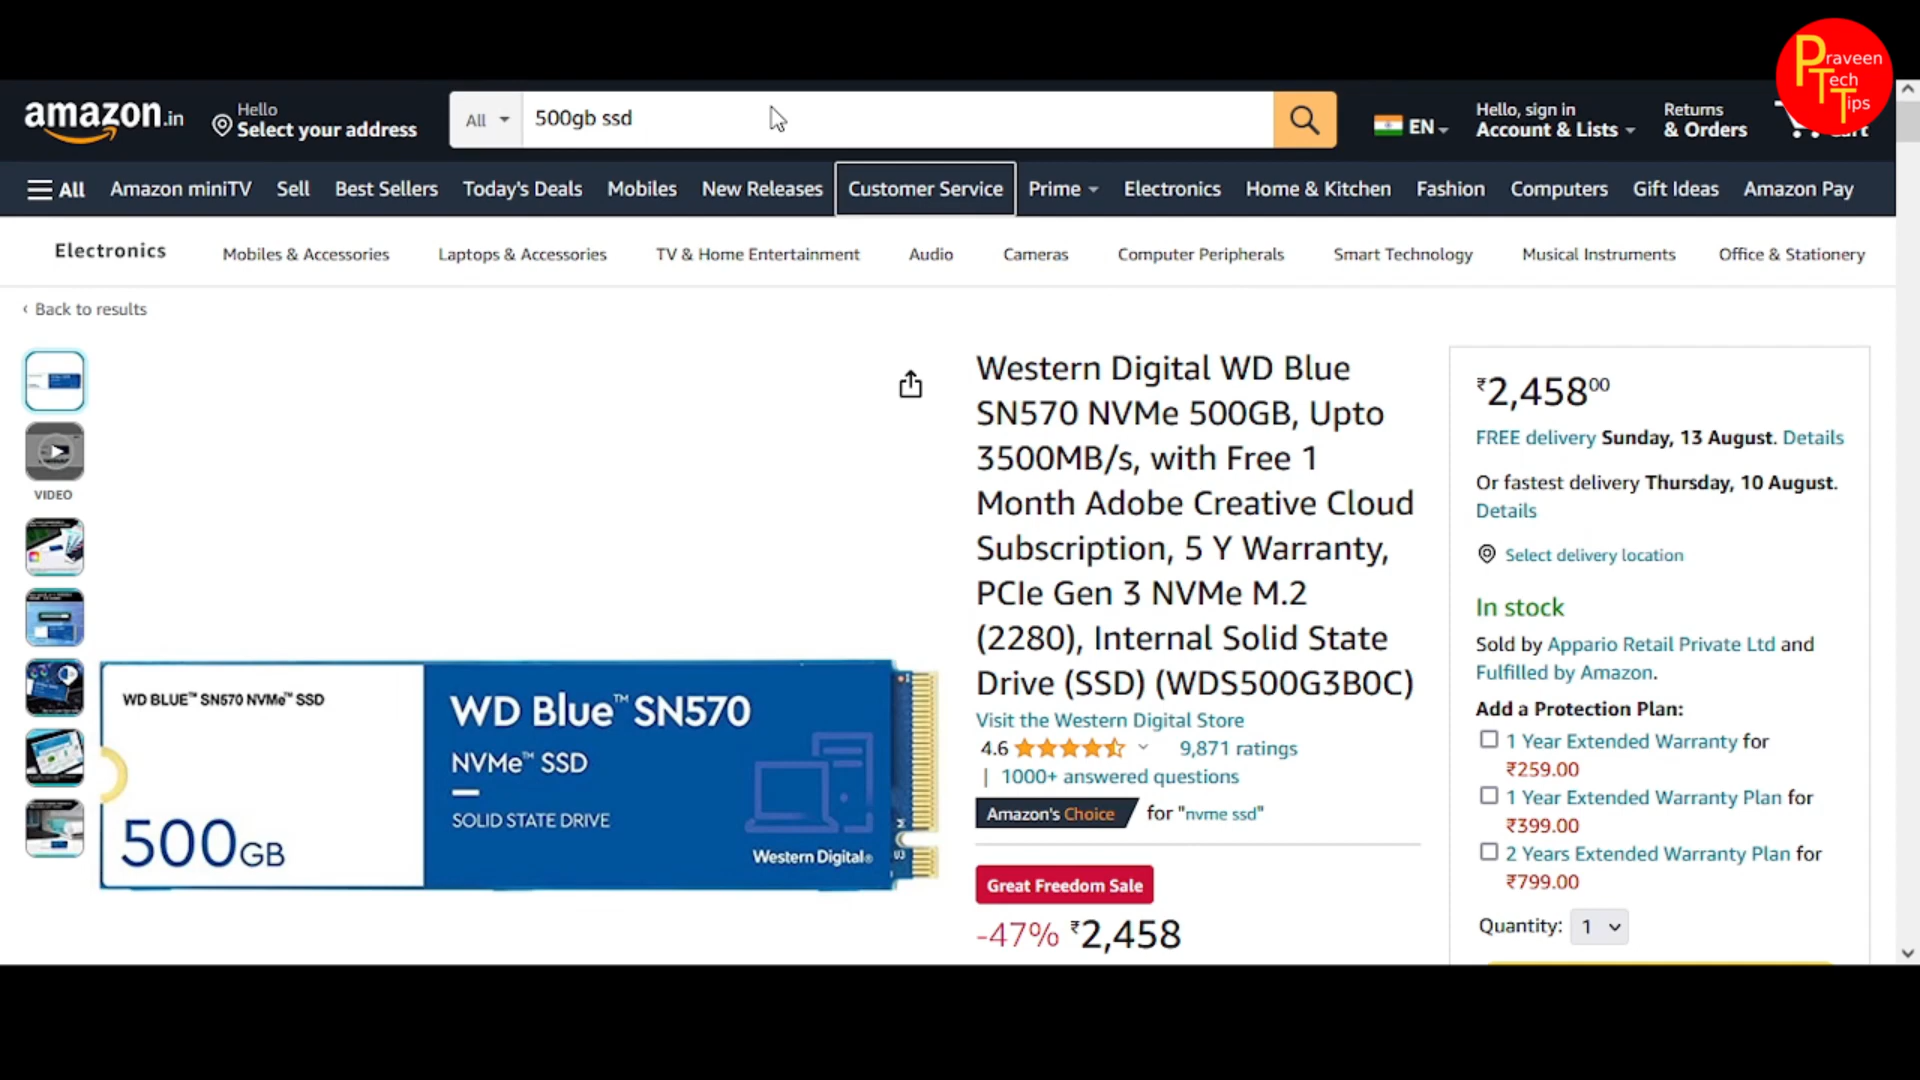 Praveen
Tech
Tips
amazon.in
Hello
Select your address
All
500gb ssd
EN
Hello, sign in
Account & Lists
Returns
& Orders
Cart
All
Amazon miniTV
Sell
Best Sellers
Today's Deals
Mobiles
New Releases
Customer Service
Prime
Electronics
Home & Kitchen
Fashion
Computers
Gift Ideas
Amazon Pay
Electronics
Mobiles & Accessories
Laptops & Accessories
TV & Home Entertainment
Audio
Cameras
Computer Peripherals
Smart Technology
Musical Instruments
Office & Stationery
‹ Back to results
VIDEO
WD BLUE™ SN570 NVMe™ SSD
500GB
WD Blue™ SN570
NVMe™ SSD
SOLID STATE DRIVE
Western Digital®
Western Digital WD Blue
SN570 NVMe 500GB, Upto
3500MB/s, with Free 1
Month Adobe Creative Cloud
Subscription, 5 Y Warranty,
PCIe Gen 3 NVMe M.2
(2280), Internal Solid State
Drive (SSD) (WDS500G3B0C)
Visit the Western Digital Store
4.6
9,871 ratings
| 1000+ answered questions
Amazon's Choice for "nvme ssd"
Great Freedom Sale
-47% ₹2,458
₹2,45800
FREE delivery Sunday, 13 August. Details
Or fastest delivery Thursday, 10 August.
Details
Select delivery location
In stock
Sold by Appario Retail Private Ltd and
Fulfilled by Amazon.
Add a Protection Plan:
1 Year Extended Warranty for
₹259.00
1 Year Extended Warranty Plan for
₹399.00
2 Years Extended Warranty Plan for
₹799.00
Quantity: 1